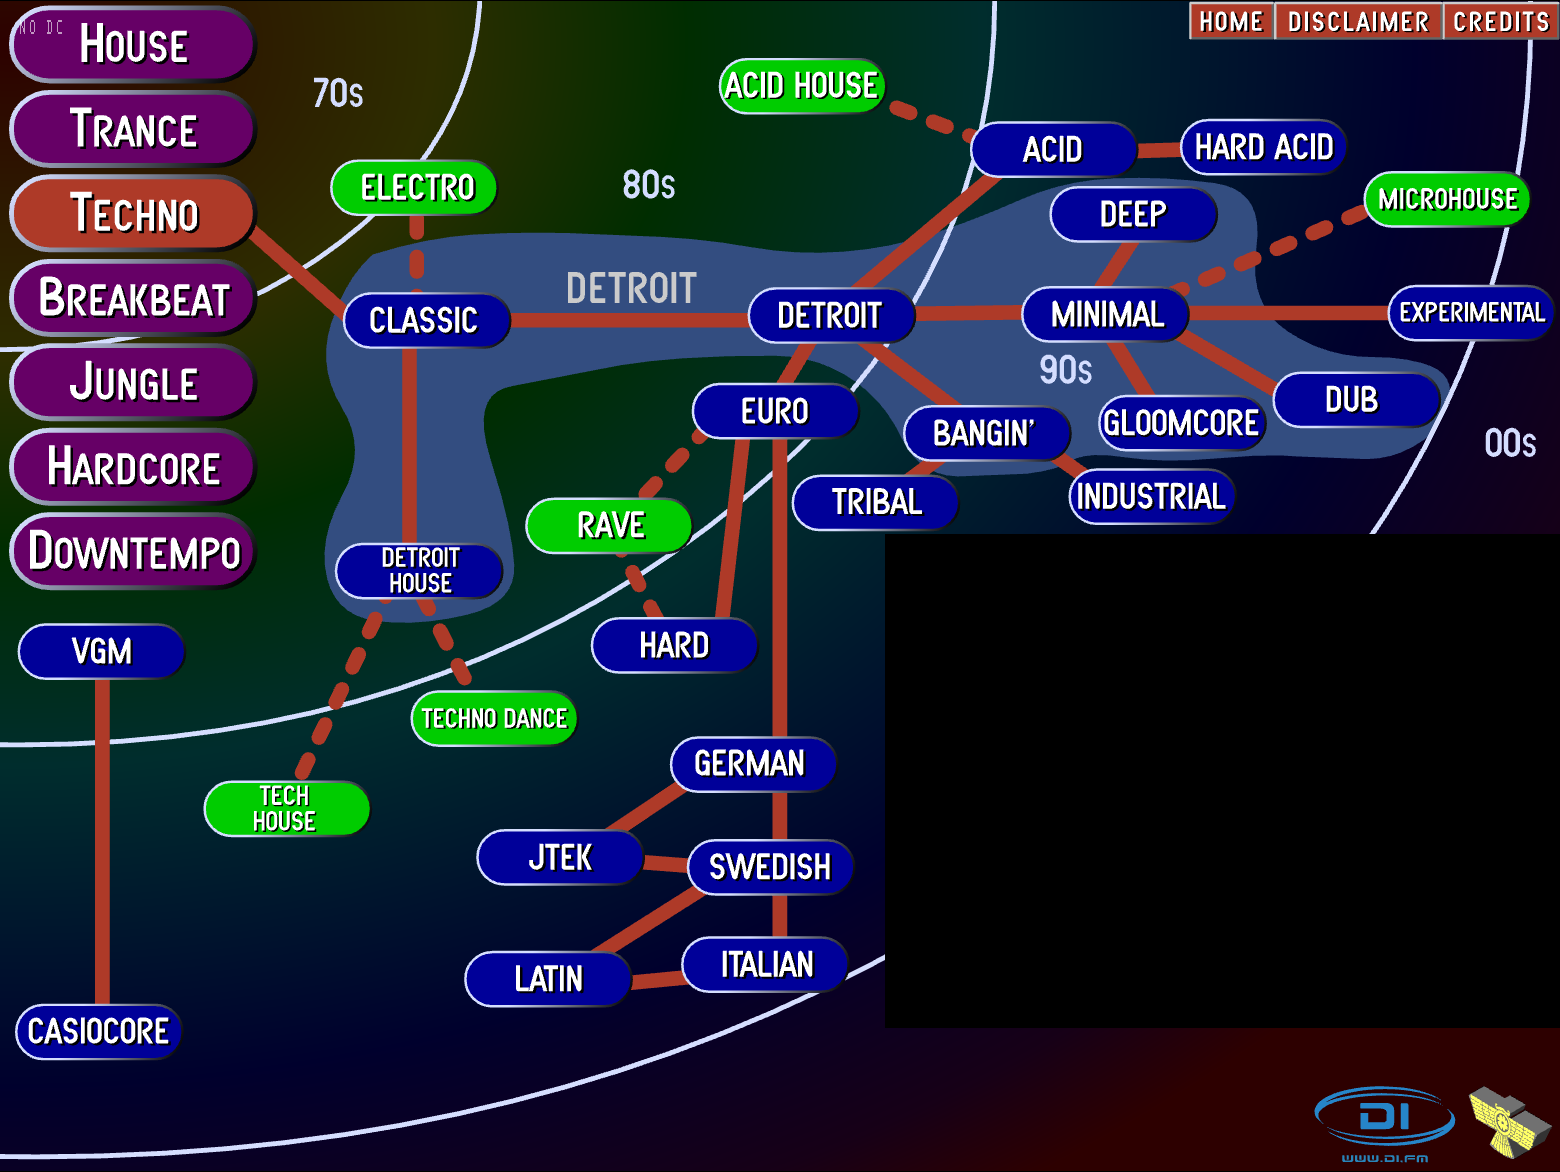 NO DC
HOUSE
TRANCE
TECHNO
BREAKBEAT
JUNGLE
HARDCORE
DOWNTEMPO
HOME
DISCLAIMER
CREDITS
70s
80s
90s
00s
ACID HOUSE
ACID
HARD ACID
ELECTRO
DEEP
MICROHOUSE
DETROIT
CLASSIC
DETROIT
MINIMAL
EXPERIMENTAL
EURO
BANGIN'
GLOOMCORE
DUB
TRIBAL
INDUSTRIAL
RAVE
DETROIT
HOUSE
HARD
VGM
TECHNO DANCE
TECH
HOUSE
GERMAN
JTEK
SWEDISH
LATIN
ITALIAN
CASIOCORE
DI
WWW.DI.FM